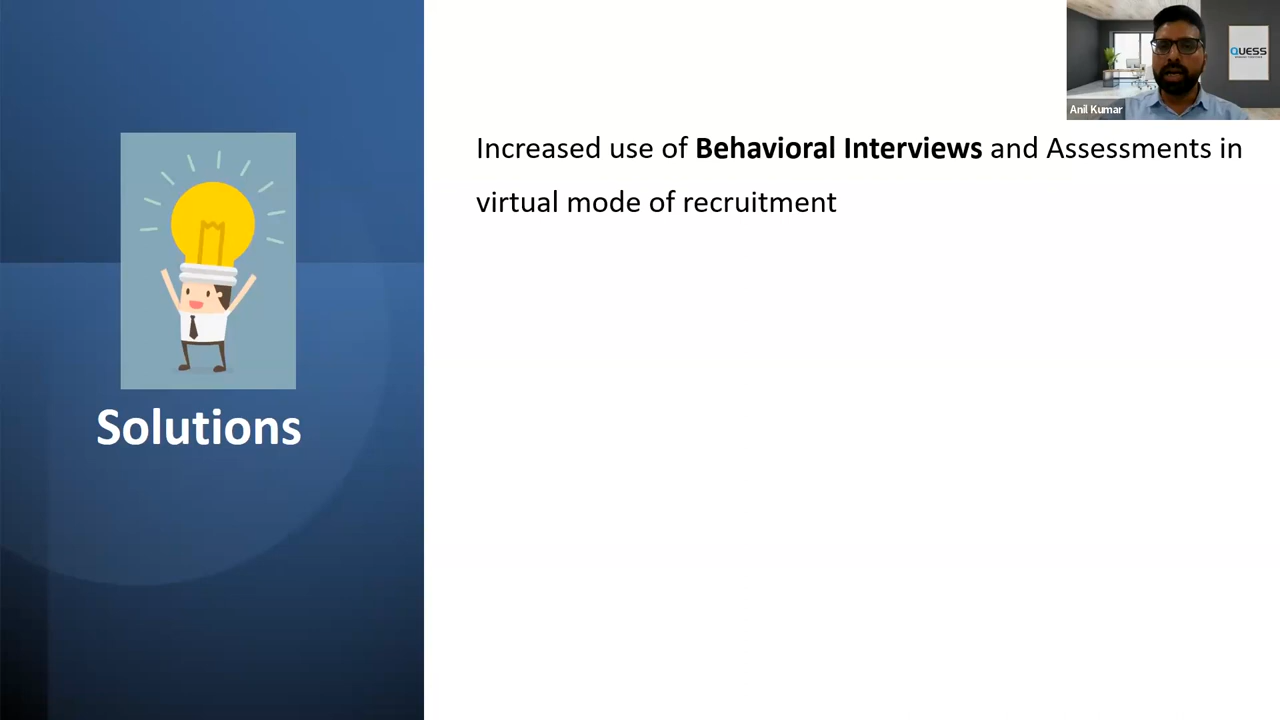 QUESS
Anil Kumar
Increased use of Behavioral Interviews and Assessments in
virtual mode of recruitment
Solutions